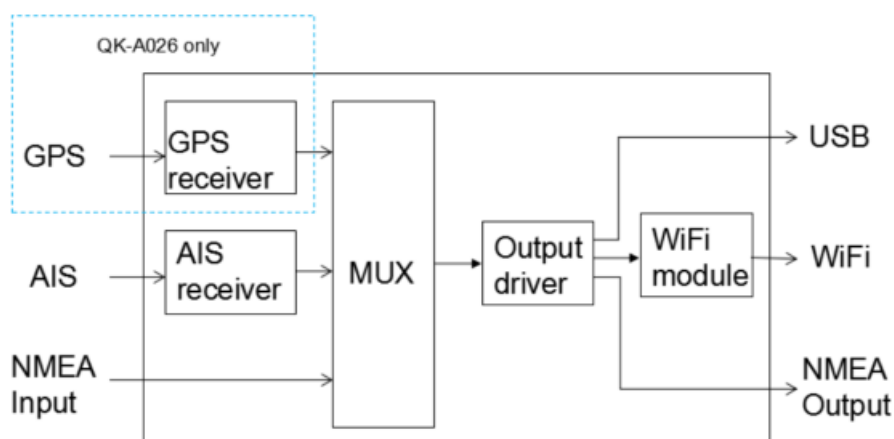 QK-A026 only
GPS
GPS
receiver
USB
AIS
AIS
receiver
MUX
Output
driver
WiFi
module
WiFi
NMEA
Input
NMEA
Output